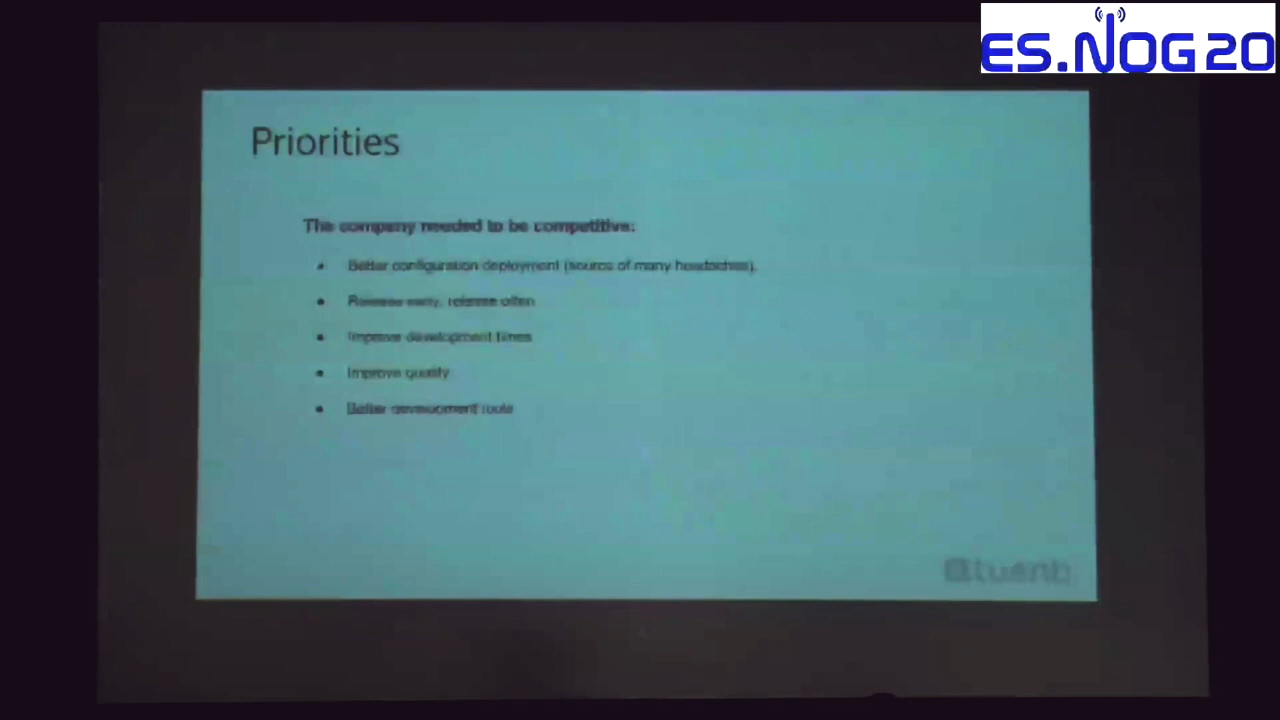 ES.NOG 20
Priorities
The company needed to be competitive:
• Better configuration deployment (source of many headaches).
• Release early, release often
• Improve development times
• Improve quality
• Better development tools
tuenti